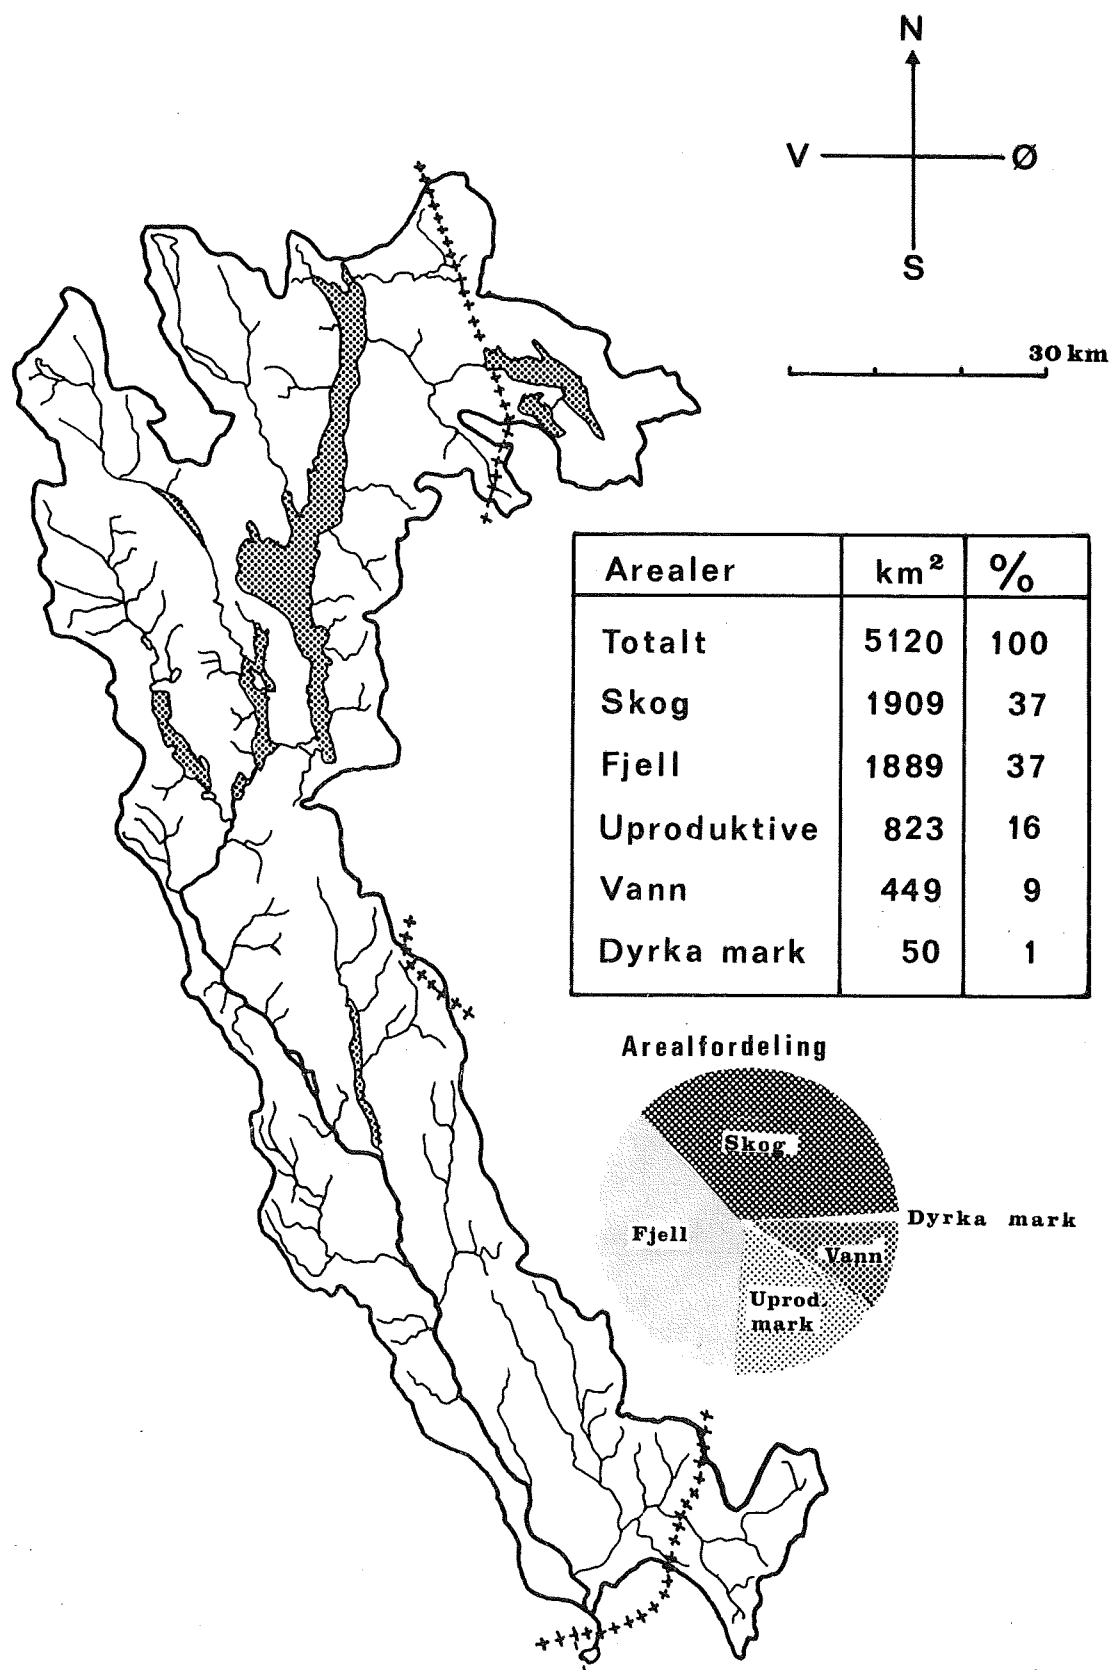 N
V Ø
S
30 km
Arealer km² %
Totalt 5120 100
Skog 1909 37
Fjell 1889 37
Uproduktive 823 16
Vann 449 9
Dyrka mark 50 1
Arealfordeling
Skog
Dyrka mark
Fjell
Vann
Uprod.
mark